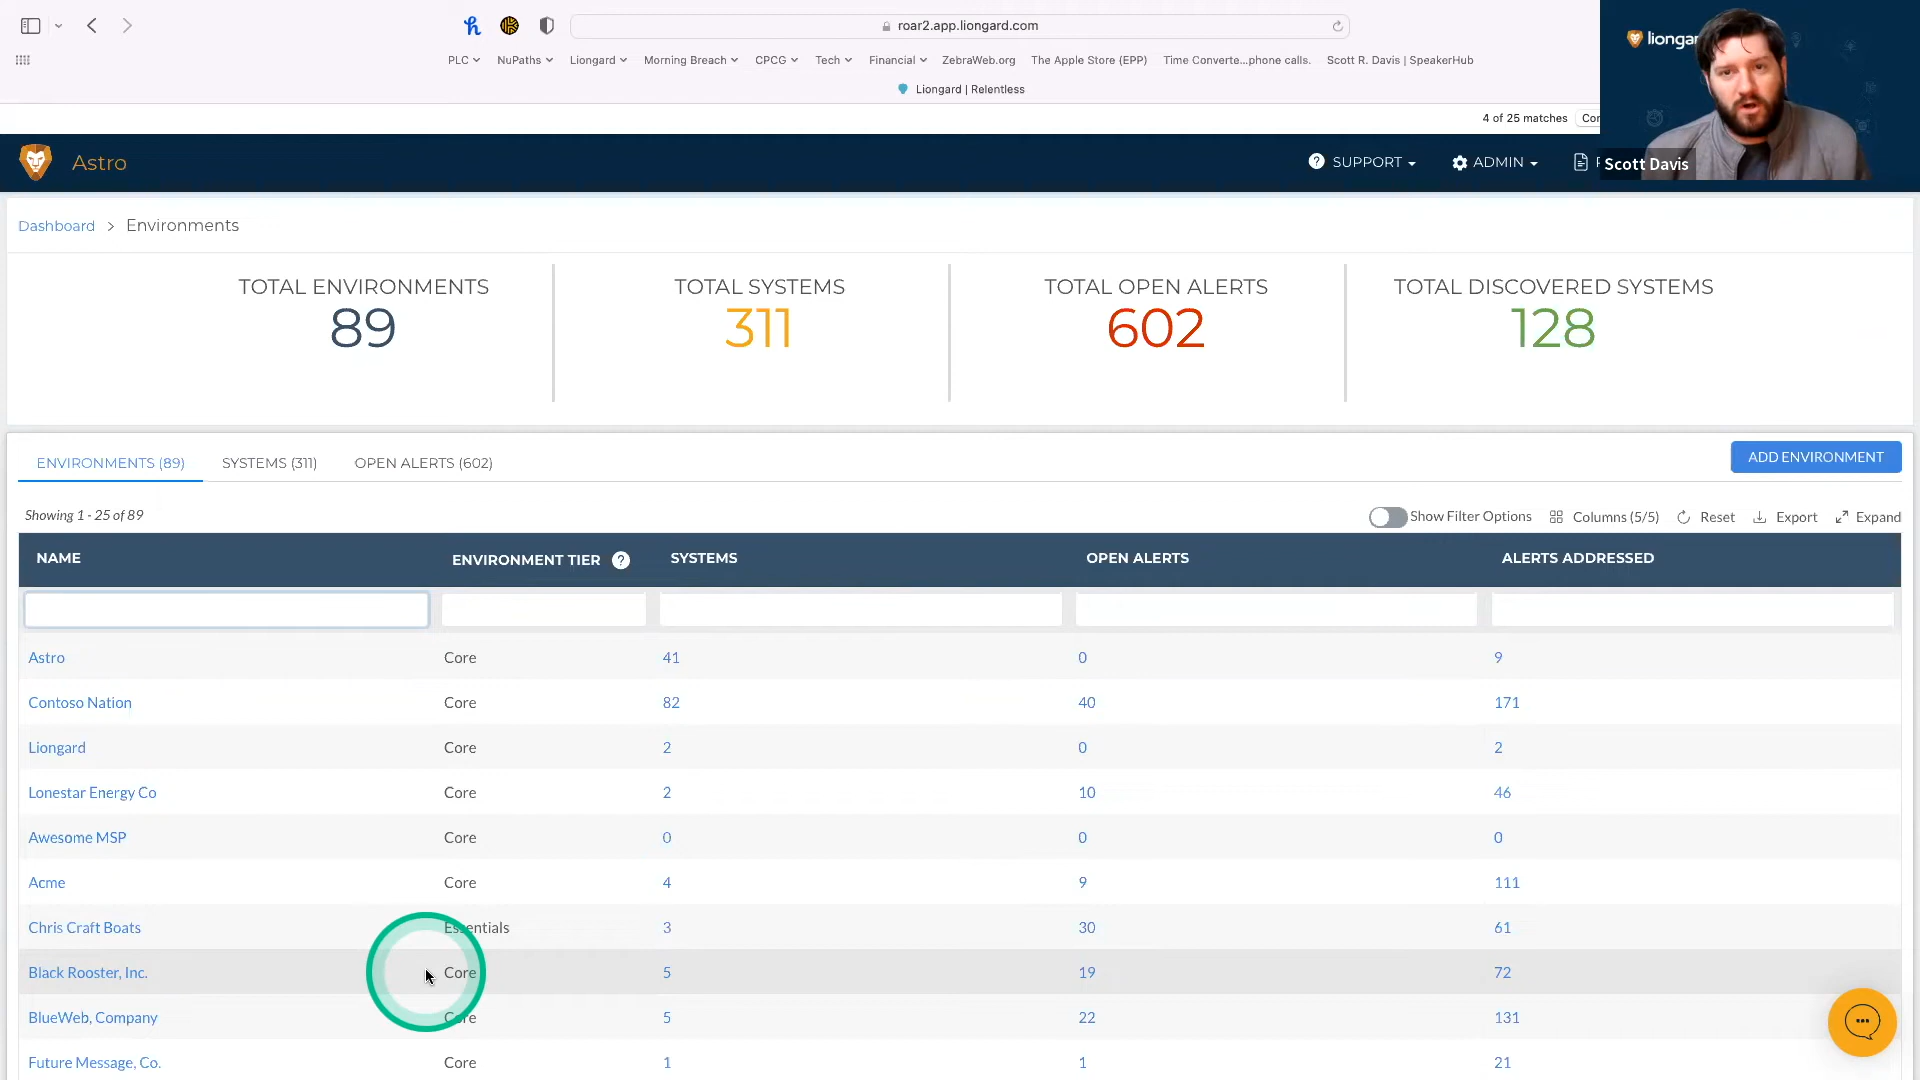 roar2.app.liongard.com
PLC NuPaths Liongard Morning Breach CPCG Tech Financial ZebraWeb.org The Apple Store (EPP) Time Converte...phone calls. Scott R. Davis | SpeakerHub
Liongard | Relentless
4 of 25 matches
Astro
SUPPORT ADMIN
Scott Davis
Dashboard > Environments
TOTAL ENVIRONMENTS TOTAL SYSTEMS TOTAL OPEN ALERTS TOTAL DISCOVERED SYSTEMS
89 311 602 128
ENVIRONMENTS (89) SYSTEMS (311) OPEN ALERTS (602) ADD ENVIRONMENT
Showing 1 - 25 of 89 Show Filter Options Columns (5/5) Reset Export Expand
NAME ENVIRONMENT TIER ? SYSTEMS OPEN ALERTS ALERTS ADDRESSED
Astro Core 41 0 9
Contoso Nation Core 82 40 171
Liongard Core 2 0 2
Lonestar Energy Co Core 2 10 46
Awesome MSP Core 0 0 0
Acme Core 4 9 111
Chris Craft Boats Essentials 3 30 61
Black Rooster, Inc. Core 5 19 72
BlueWeb, Company Core 5 22 131
Future Message, Co. Core 1 1 21